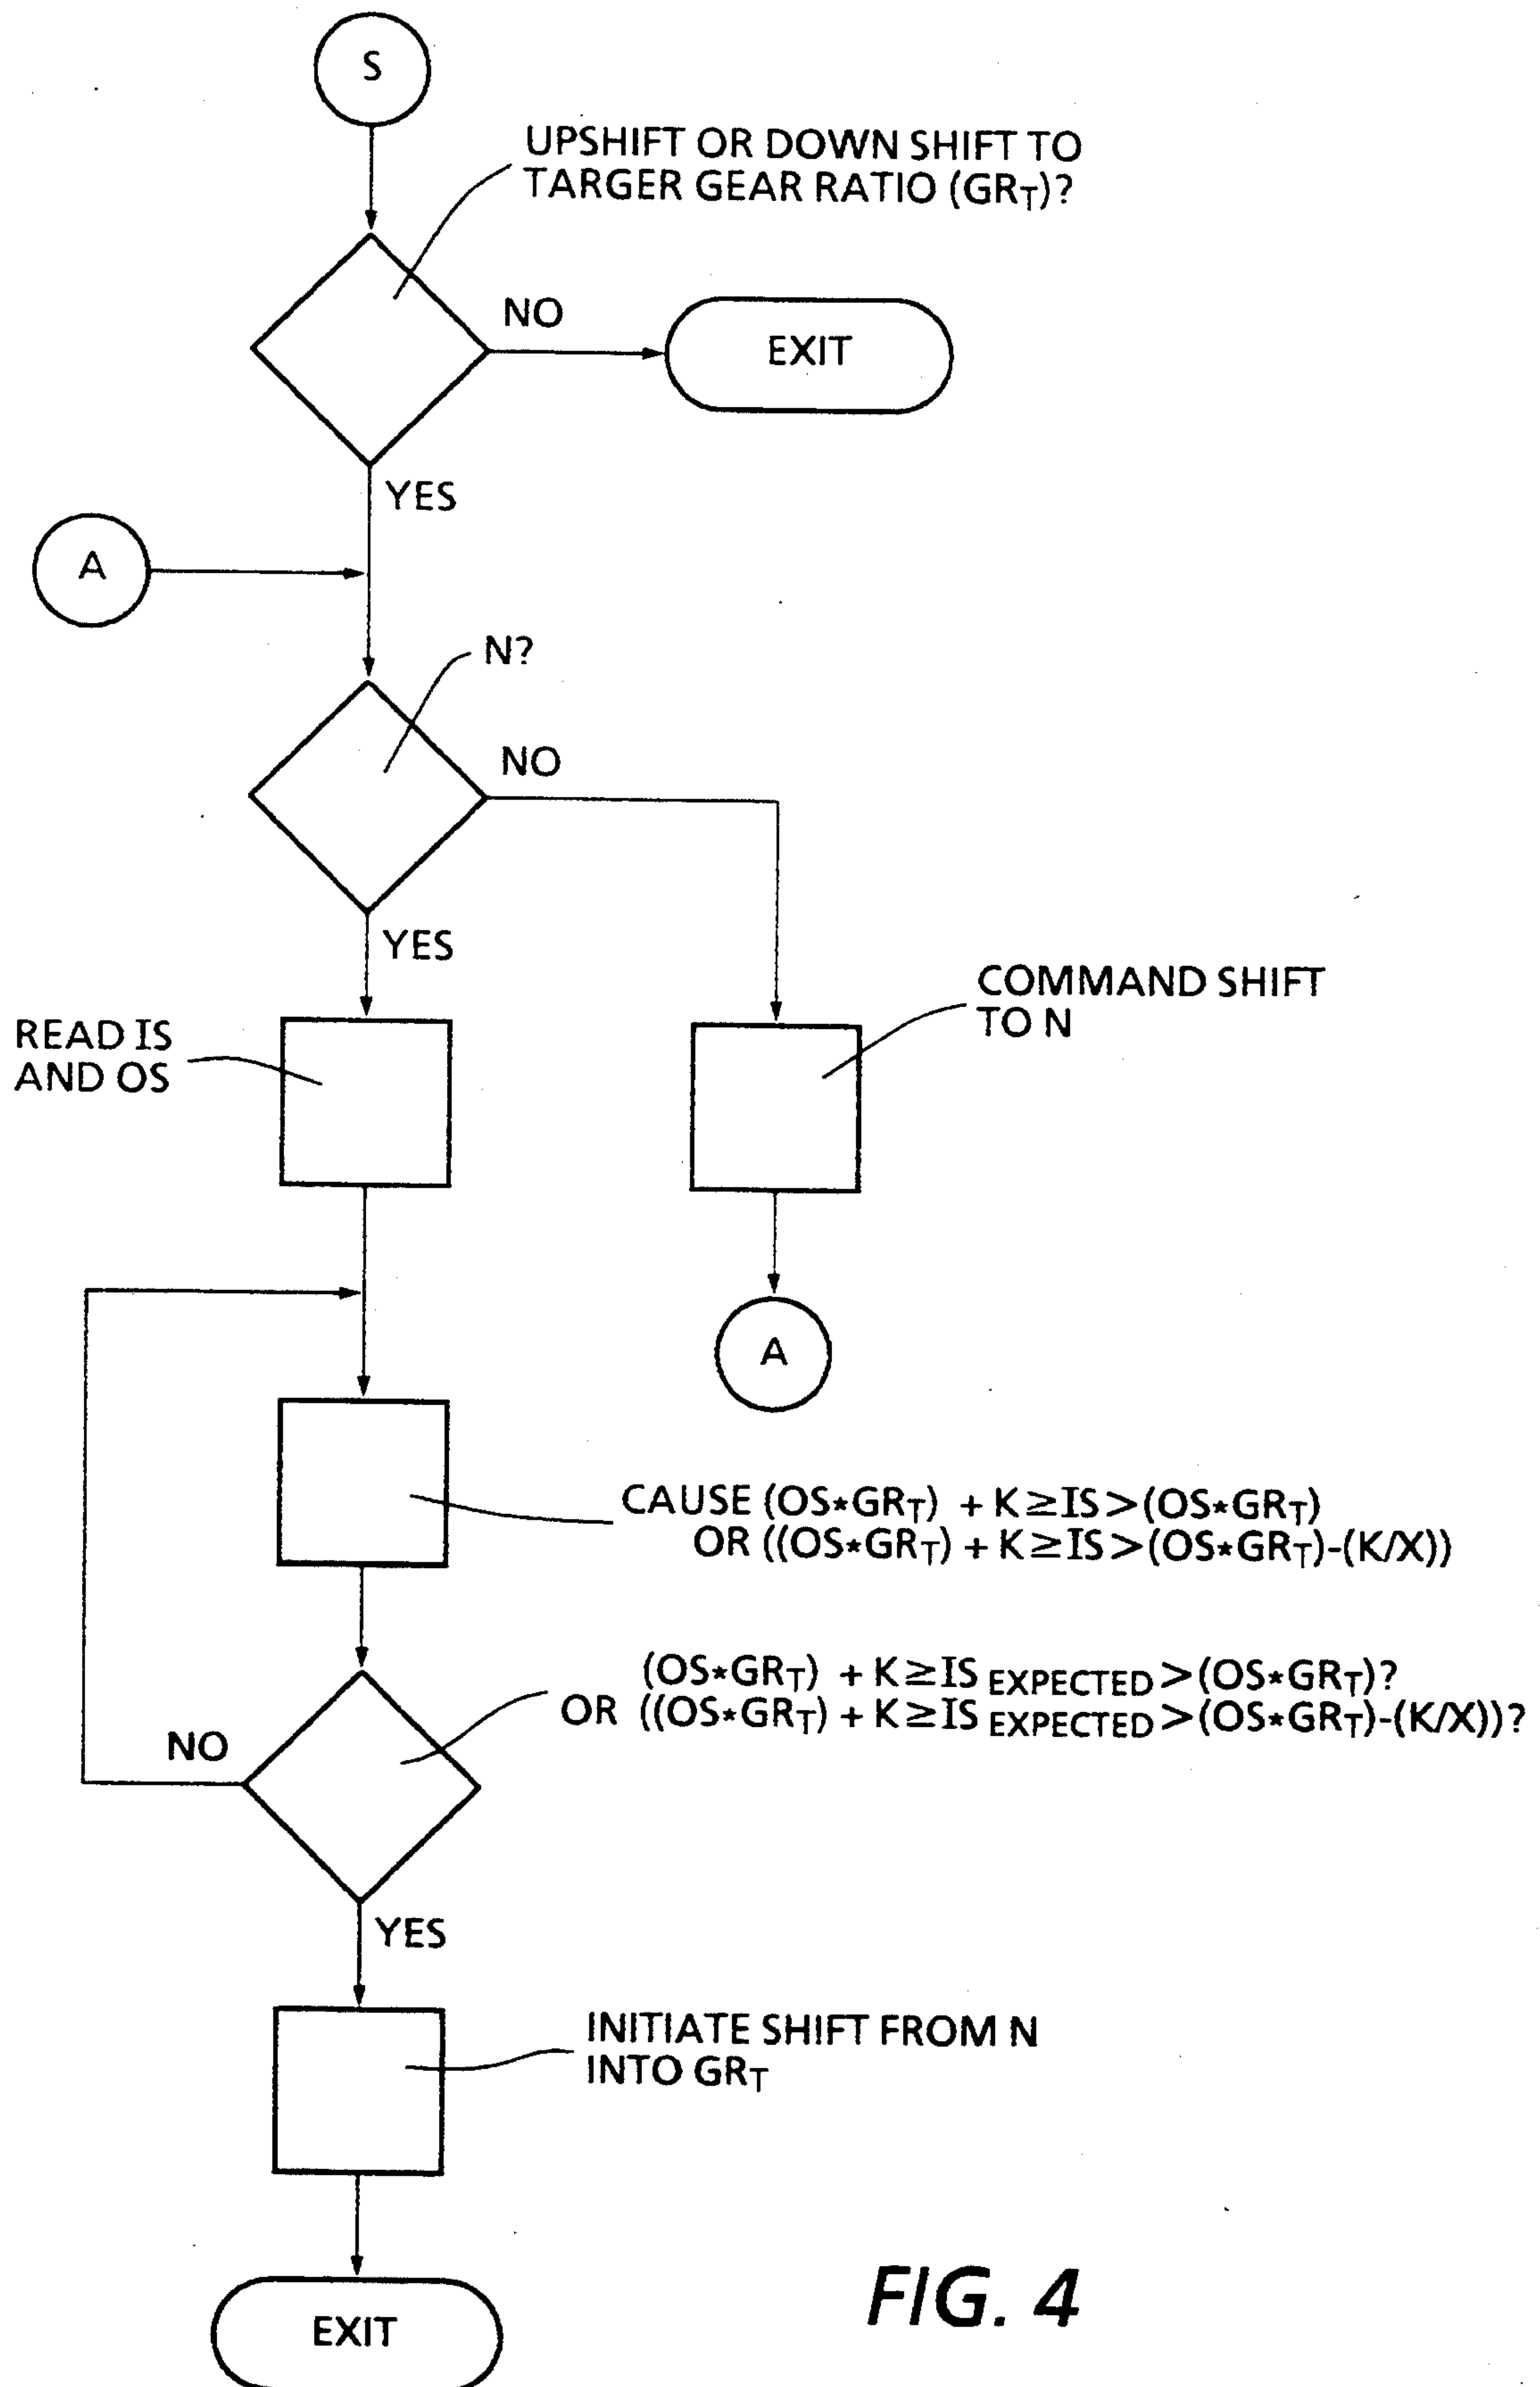 S
UPSHIFT OR DOWN SHIFT TO
TARGER GEAR RATIO (GRT)?
NO
EXIT
YES
A
N?
NO
YES
COMMAND SHIFT
TO N
READ IS
AND OS
A
CAUSE (OS*GRT) + K≥IS>(OS*GRT)
OR ((OS*GRT) + K≥IS>(OS*GRT)-(K/X))
(OS*GRT) + K≥IS EXPECTED>(OS*GRT)?
OR ((OS*GRT) + K≥IS EXPECTED>(OS*GRT)-(K/X))?
NO
YES
INITIATE SHIFT FROM N
INTO GRT
EXIT
FIG. 4